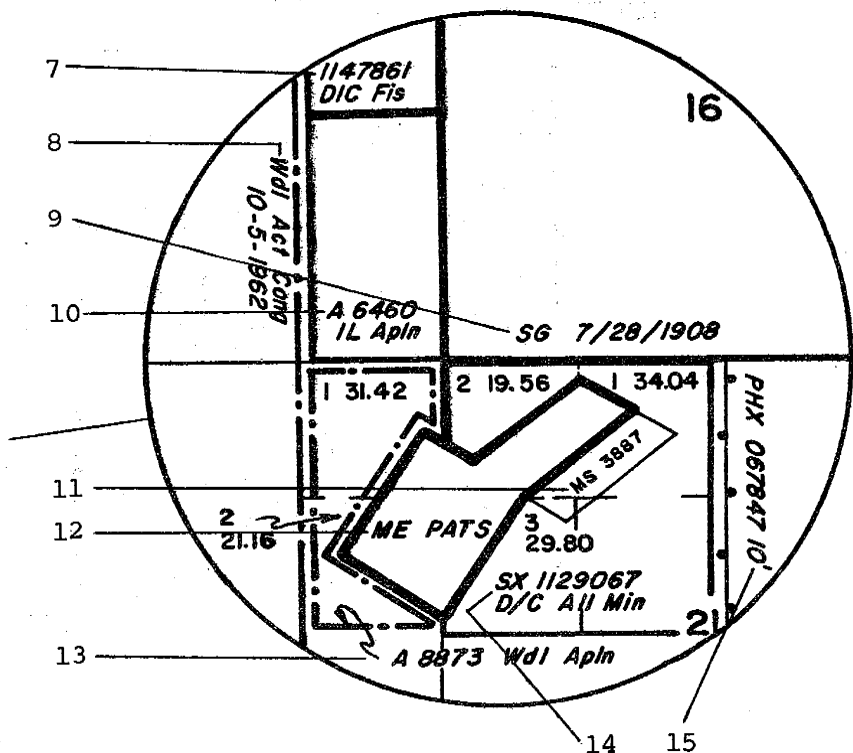 7
1147861
DIC Fis
16
8
Wdl Act Cong
10-5-1962
9
10
A 6460
IL Apln
SG 7/28/1908
1 31.42
2 19.56
1 34.04
PHX 067847 10'
11
MS 3887
12
2
21.16
ME PATS
3
29.80
SX 1129067
D/C All Min
21
13
A 8873 Wdl Apln
14
15